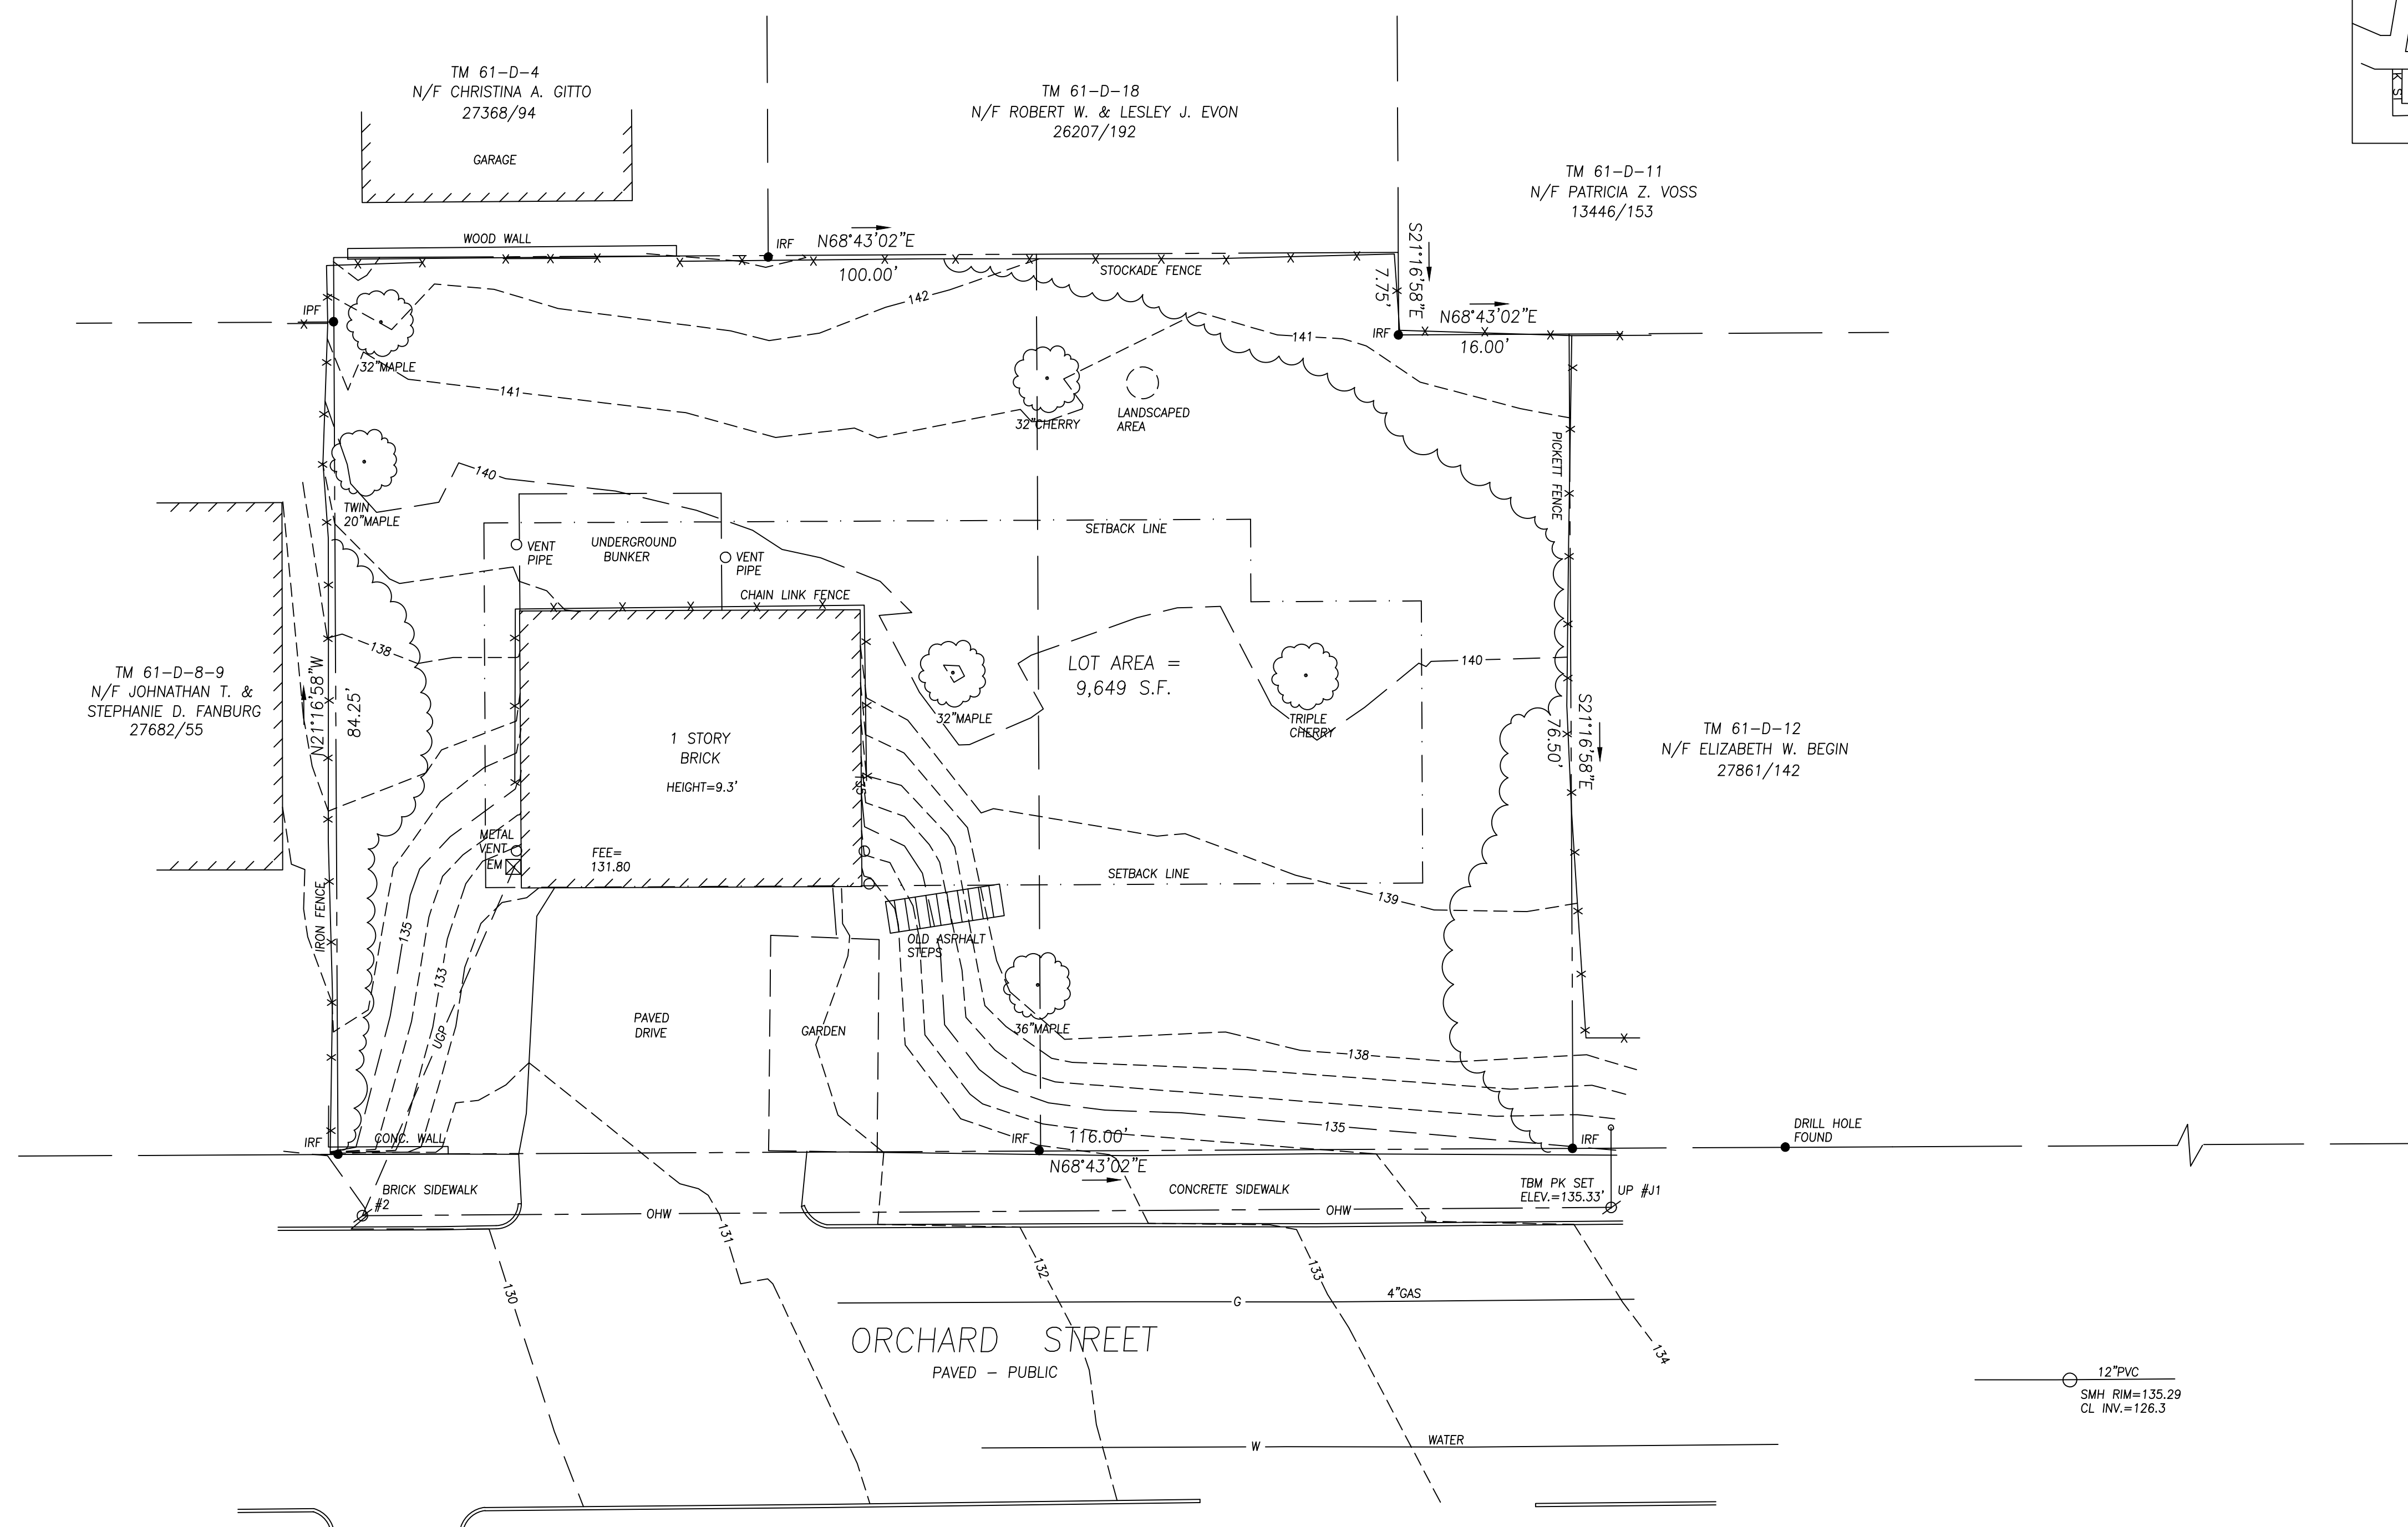 TM 61-D-4
N/F CHRISTINA A. GITTO
27368/94
GARAGE
TM 61-D-18
N/F ROBERT W. & LESLEY J. EVON
26207/192
TM 61-D-11
N/F PATRICIA Z. VOSS
13446/153
K ST
WOOD WALL
IRF
N68°43'02"E
100.00'
STOCKADE FENCE
S21°16'58"E
7.75'
IRF
N68°43'02"E
16.00'
IPF
32"MAPLE
142
141
141
32"CHERRY
LANDSCAPED
AREA
PICKETT FENCE
TWIN
20"MAPLE
140
SETBACK LINE
VENT
PIPE
UNDERGROUND
BUNKER
VENT
PIPE
CHAIN LINK FENCE
138
TM 61-D-8-9
N/F JOHNATHAN T. &
STEPHANIE D. FANBURG
27682/55
N21°16'58"W
84.25'
LOT AREA =
9,649 S.F.
140
32"MAPLE
TRIPLE
CHERRY
S21°16'58"E
76.50'
TM 61-D-12
N/F ELIZABETH W. BEGIN
27861/142
1 STORY
BRICK
HEIGHT=9.3'
135
METAL
VENT
EM
FEE=
131.80
SETBACK LINE
139
IRON FENCE
135
133
UGP
OLD ASPHALT
STEPS
PAVED
DRIVE
GARDEN
36"MAPLE
138
135
IRF
CONC. WALL
IRF
116.00'
N68°43'02"E
IRF
DRILL HOLE
FOUND
BRICK SIDEWALK
#2
OHW
CONCRETE SIDEWALK
OHW
TBM PK SET
ELEV.=135.33'
UP #J1
130
131
132
133
134
G
4"GAS
ORCHARD STREET
PAVED - PUBLIC
12"PVC
SMH RIM=135.29
CL INV.=126.3
W
WATER